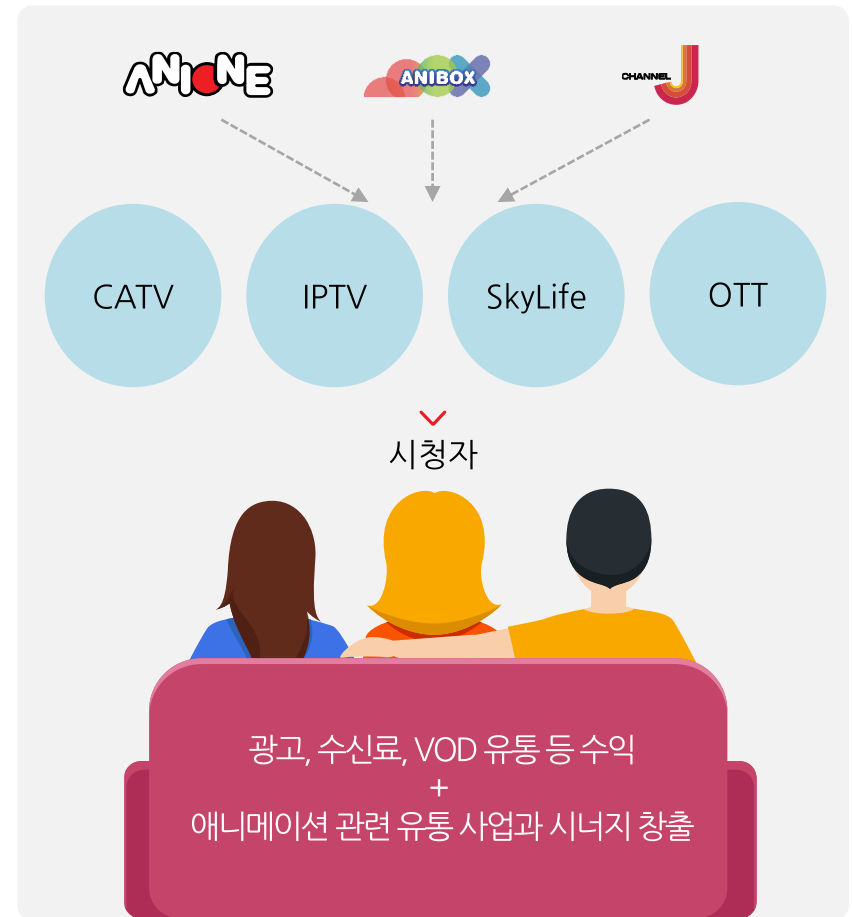 ANIONE
ANIBOX
CHANNEL J
CATV
IPTV
SkyLife
OTT
시청자
광고, 수신료, VOD 유통 등 수익
+
애니메이션 관련 유통 사업과 시너지 창출